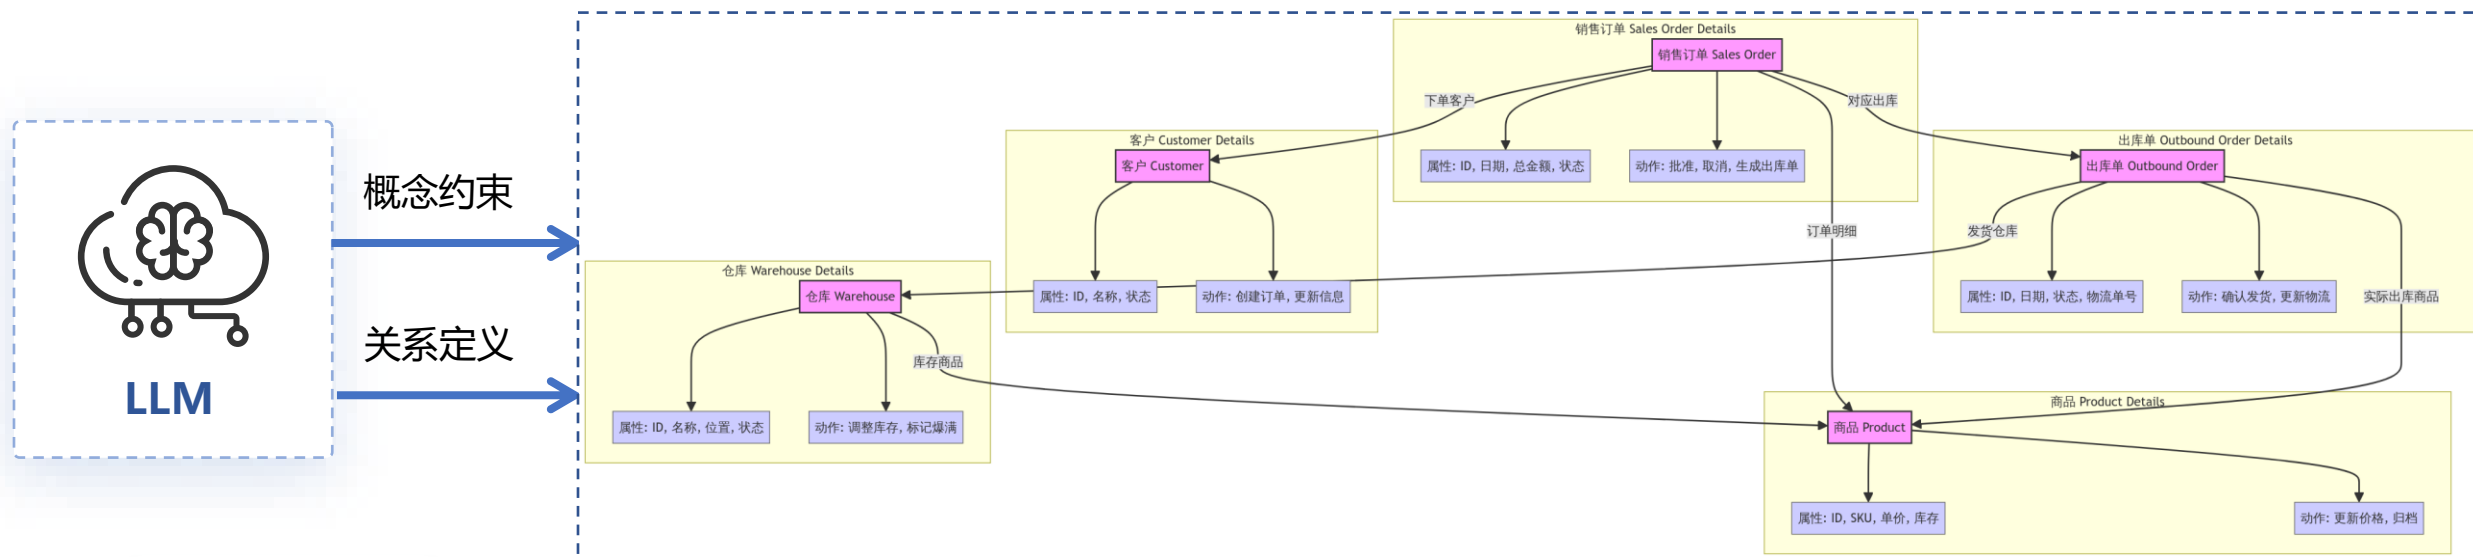 LLM
概念约束
关系定义
销售订单 Sales Order Details
销售订单 Sales Order
下单客户
对应出库
属性: ID, 日期, 总金额, 状态
动作: 批准, 取消, 生成出库单
订单明细
客户 Customer Details
客户 Customer
属性: ID, 名称, 状态
动作: 创建订单, 更新信息
出库单 Outbound Order Details
出库单 Outbound Order
发货仓库
属性: ID, 日期, 状态, 物流单号
动作: 确认发货, 更新物流
实际出库商品
仓库 Warehouse Details
仓库 Warehouse
库存商品
属性: ID, 名称, 位置, 状态
动作: 调整库存, 标记爆满
商品 Product Details
商品 Product
属性: ID, SKU, 单价, 库存
动作: 更新价格, 归档